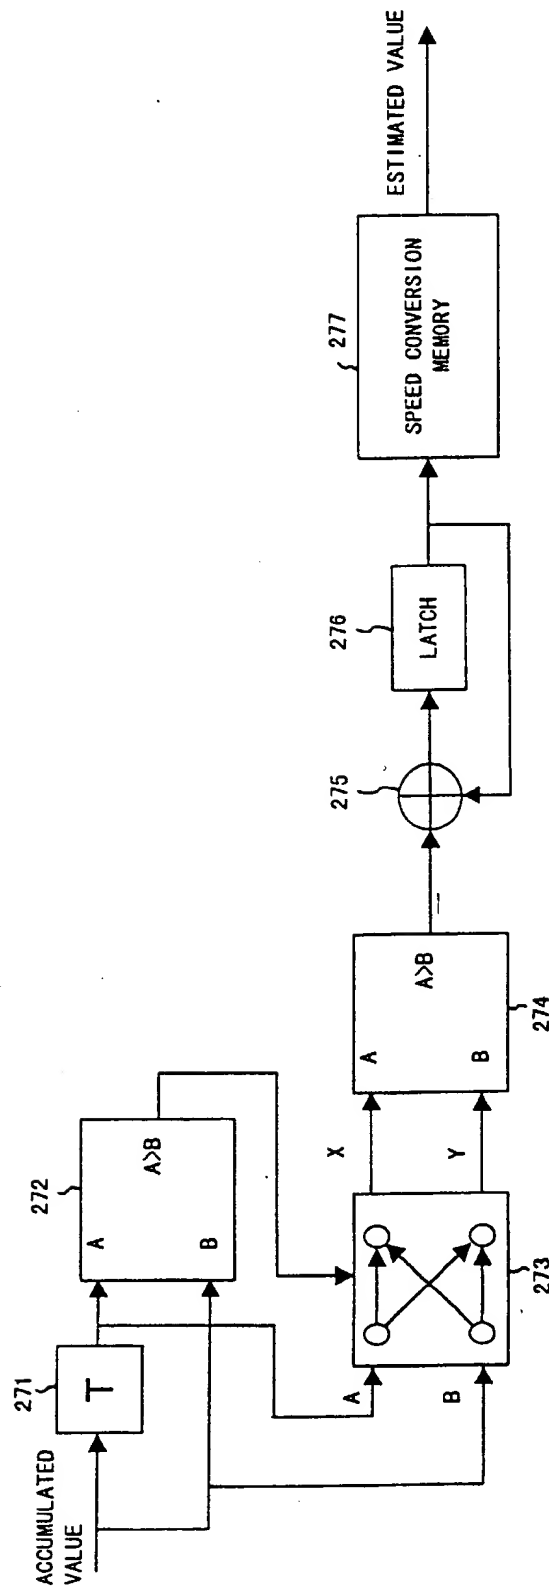 ACCUMULATED
VALUE
271
T
272
A
B
A>B
A
B
273
X
Y
A
B
A>B
274
275
276
LATCH
277
SPEED CONVERSION
MEMORY
ESTIMATED VALUE